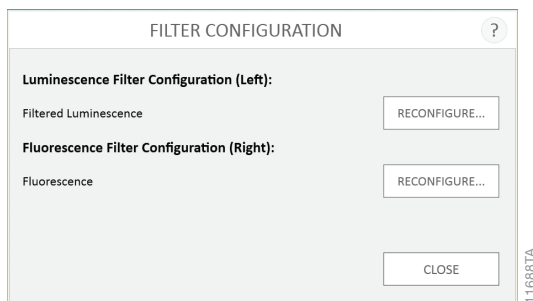 FILTER CONFIGURATION
?
Luminescence Filter Configuration (Left):
Filtered Luminescence
RECONFIGURE...
Fluorescence Filter Configuration (Right):
Fluorescence
RECONFIGURE...
CLOSE
11688TA